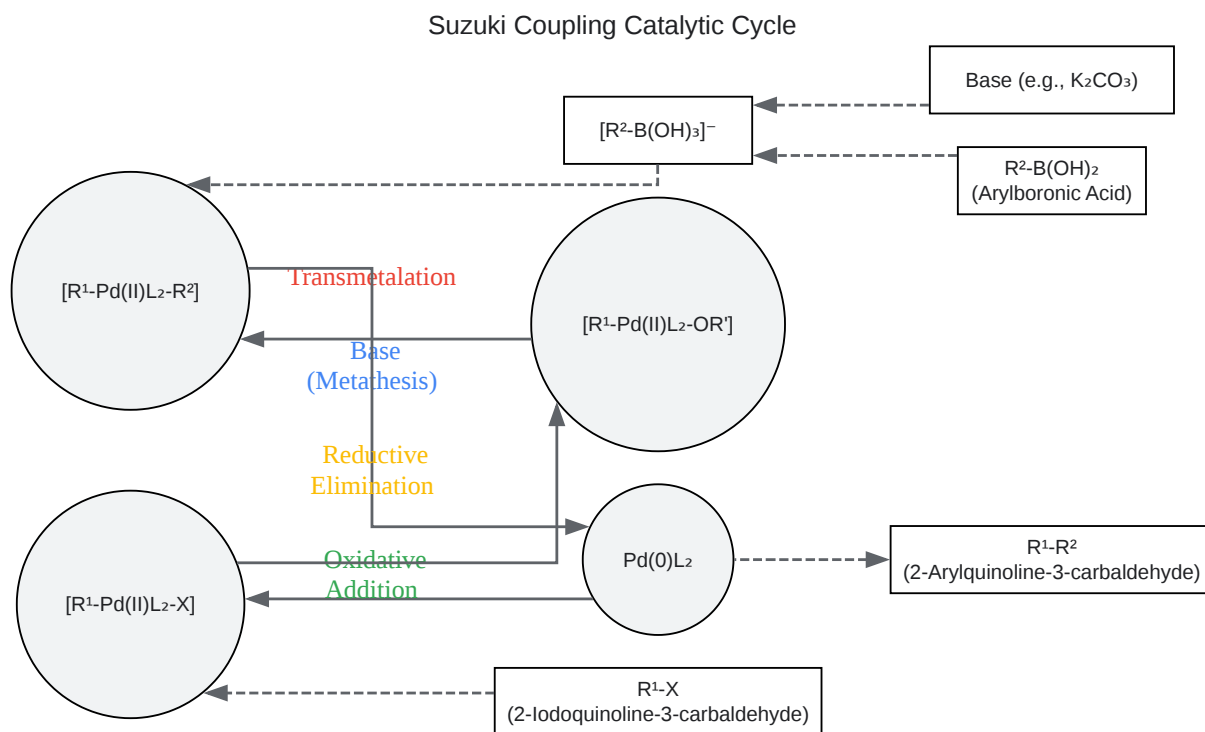 Suzuki Coupling Catalytic Cycle
Base (e.g., K₂CO₃)
[R²-B(OH)₃]⁻
R²-B(OH)₂
(Arylboronic Acid)
[R¹-Pd(II)L₂-R²]
Transmetalation
[R¹-Pd(II)L₂-OR']
Base
(Metathesis)
Reductive
Elimination
Oxidative
Addition
Pd(0)L₂
R¹-R²
(2-Arylquinoline-3-carbaldehyde)
[R¹-Pd(II)L₂-X]
R¹-X
(2-Iodoquinoline-3-carbaldehyde)